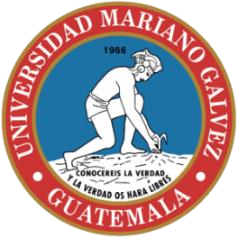 UNIVERSIDAD MARIANO GALVEZ
1966
CONOCEREIS LA VERDAD
Y LA VERDAD OS HARA LIBRES
GUATEMALA